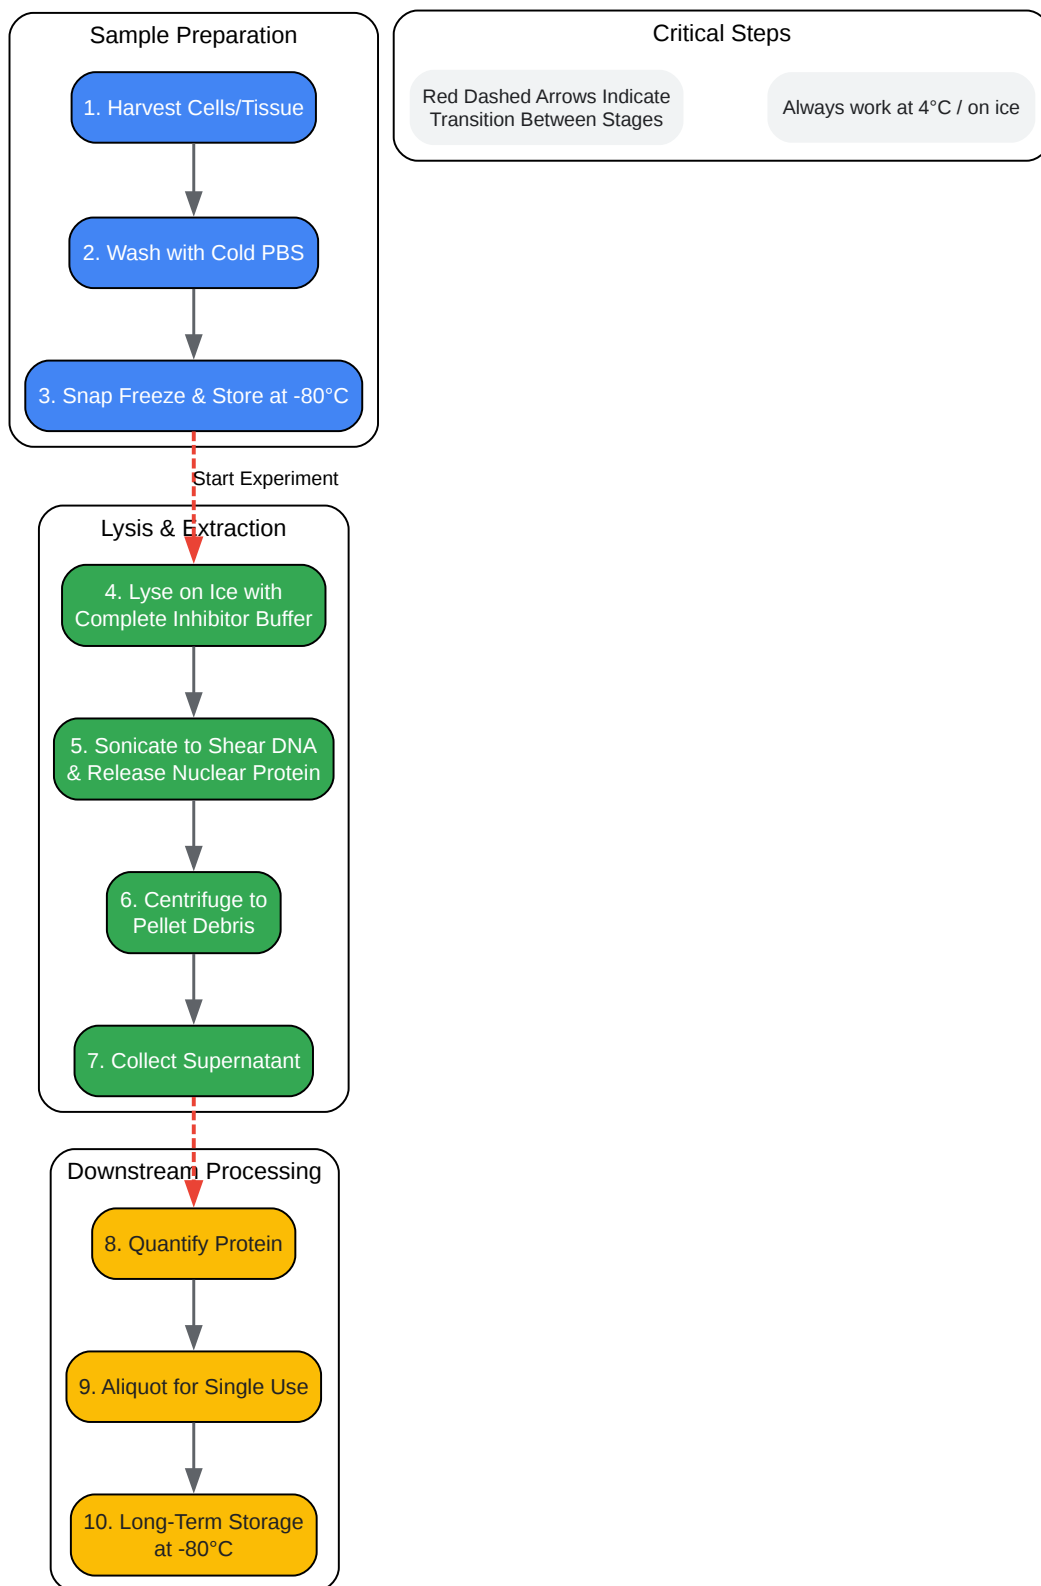 Sample Preparation
1. Harvest Cells/Tissue
2. Wash with Cold PBS
3. Snap Freeze & Store at -80°C
Start Experiment
Lysis & Extraction
4. Lyse on Ice with
Complete Inhibitor Buffer
5. Sonicate to Shear DNA
& Release Nuclear Protein
6. Centrifuge to
Pellet Debris
7. Collect Supernatant
Downstream Processing
8. Quantify Protein
9. Aliquot for Single Use
10. Long-Term Storage
at -80°C
Critical Steps
Red Dashed Arrows Indicate
Transition Between Stages
Always work at 4°C / on ice